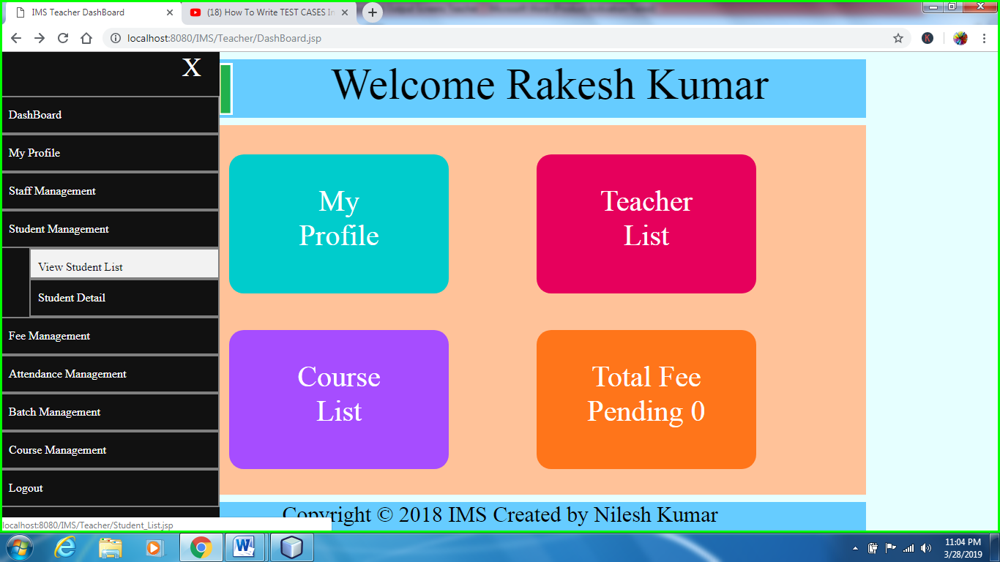 IMS Teacher DashBoard
(18) How To Write TEST CASES In
localhost:8080/IMS/Teacher/DashBoard.jsp
X
DashBoard
My Profile
Staff Management
Student Management
View Student List
Student Detail
Fee Management
Attendance Management
Batch Management
Course Management
Logout
Welcome Rakesh Kumar
My
Profile
Teacher
List
Course
List
Total Fee
Pending 0
Copyright © 2018 IMS Created by Nilesh Kumar
localhost:8080/IMS/Teacher/Student_List.jsp
11:04 PM
3/28/2019